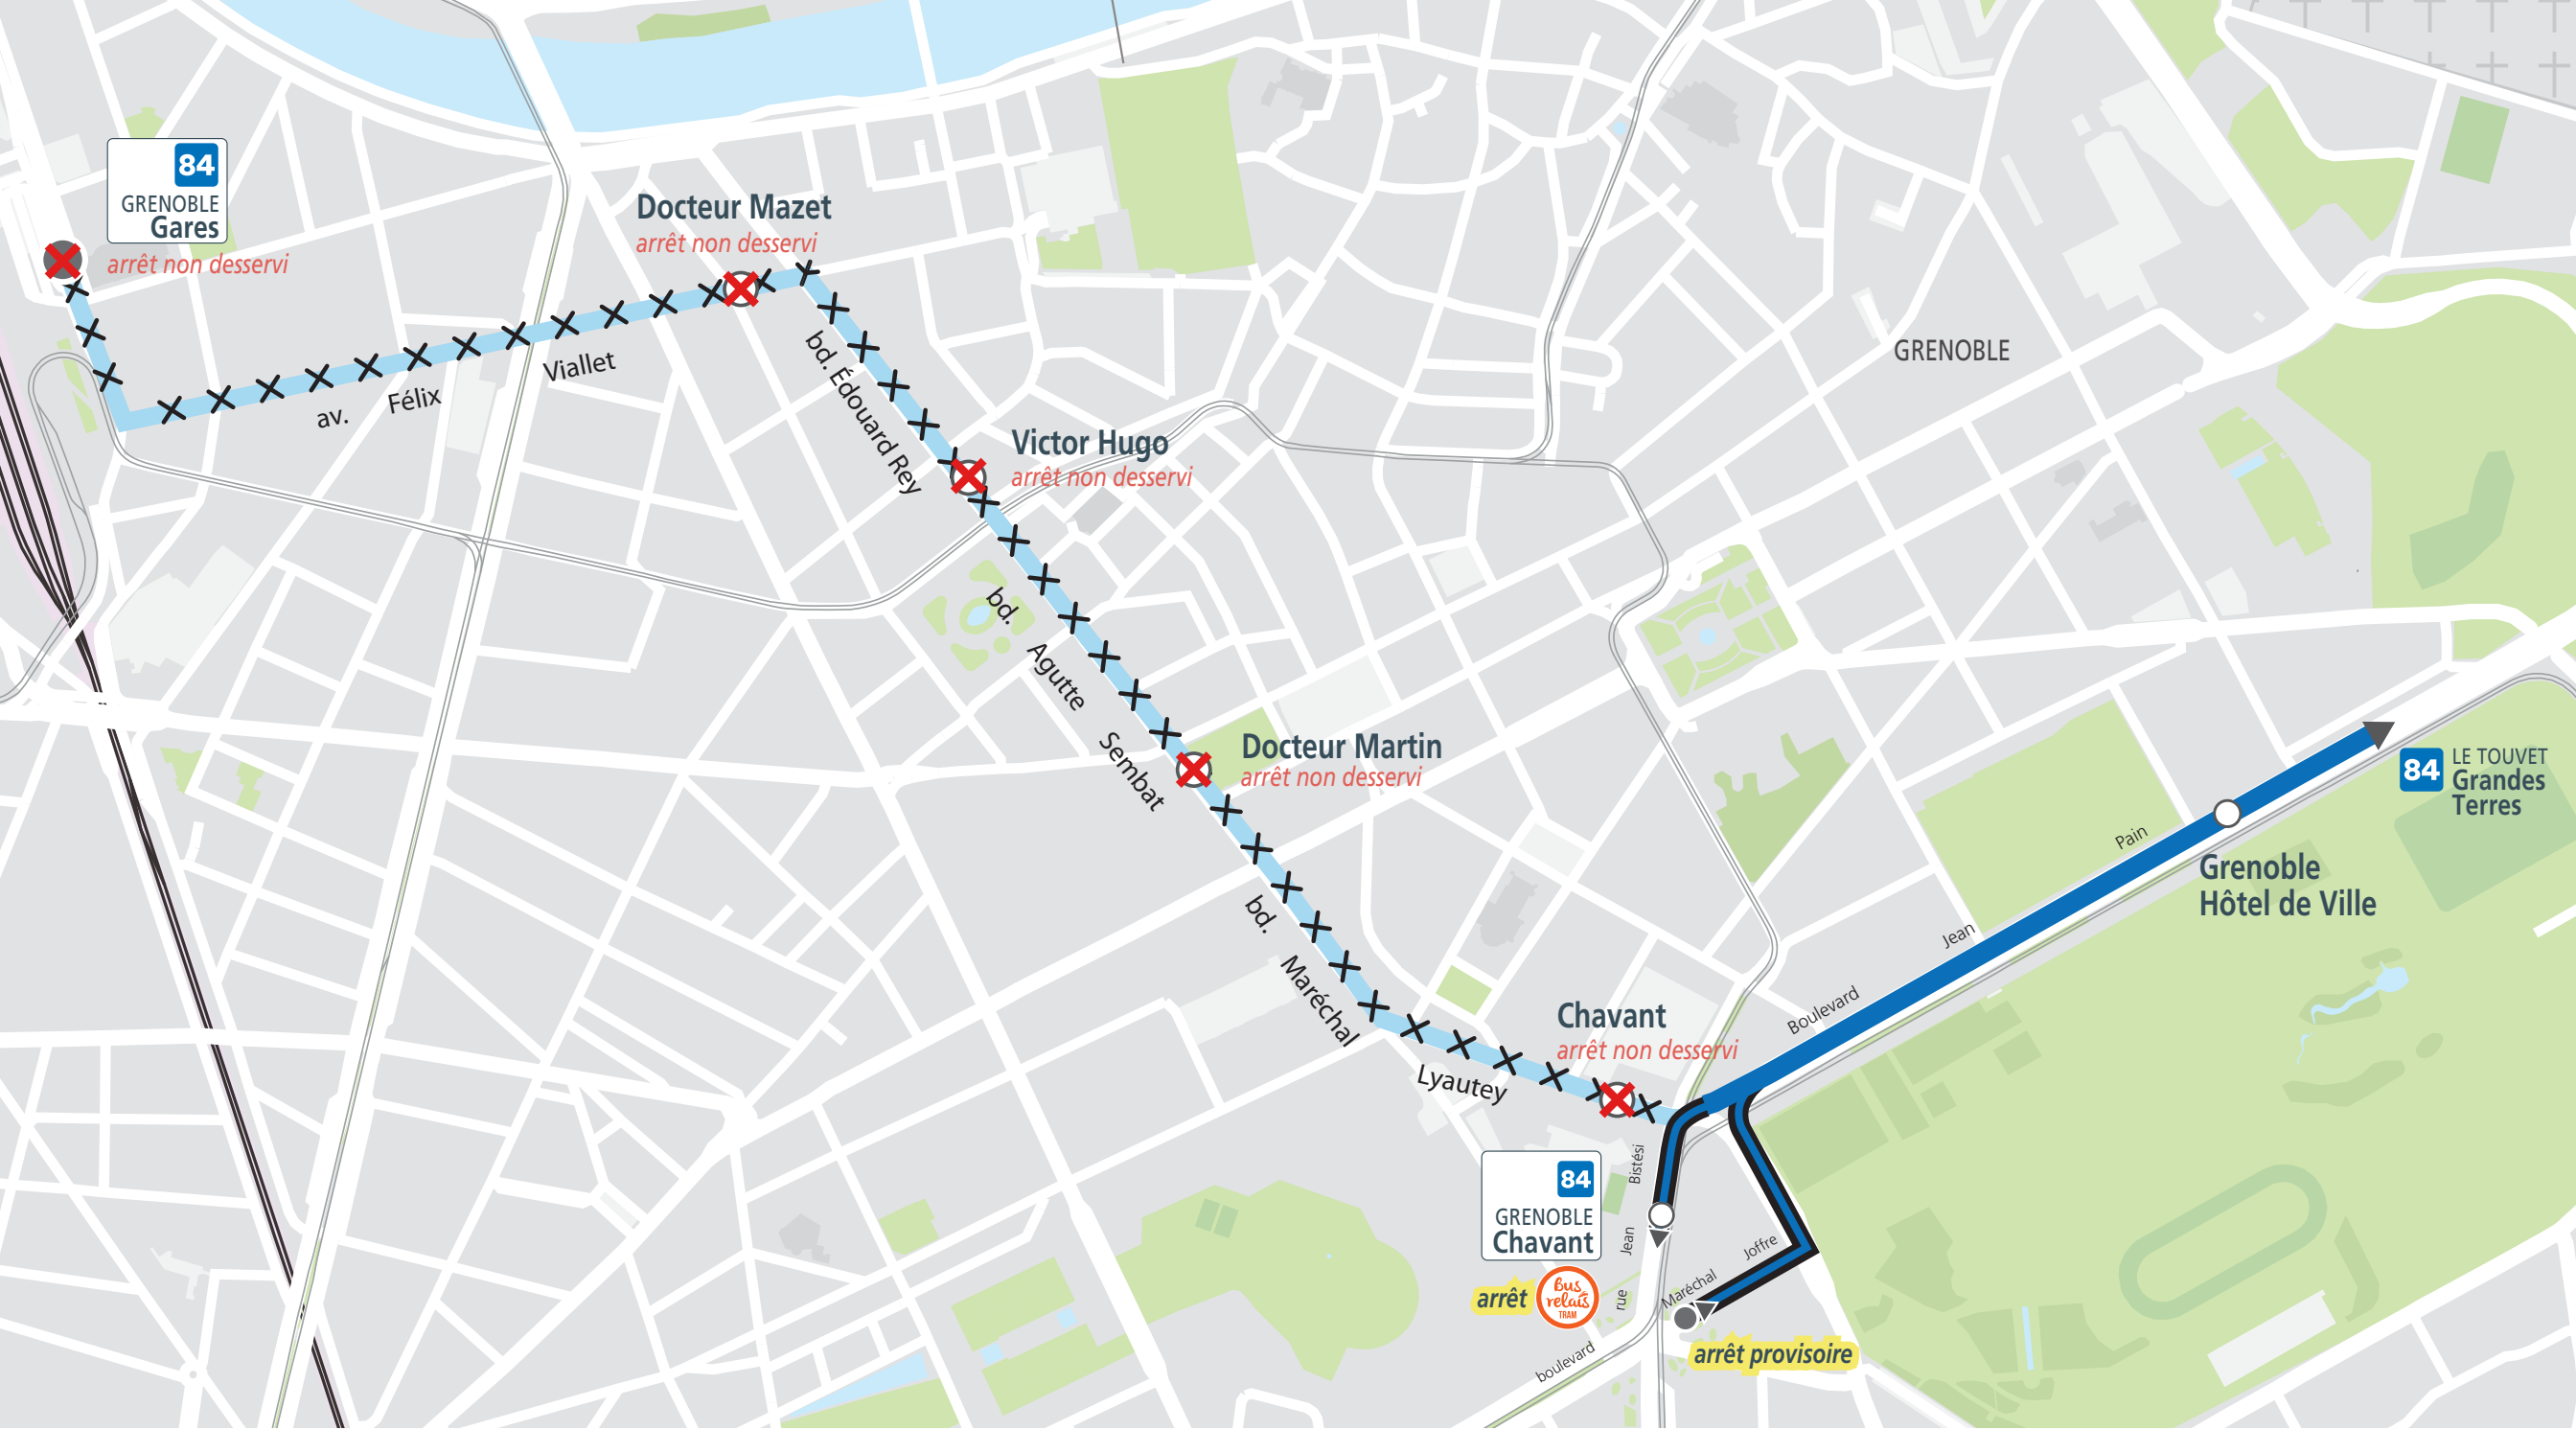 84
GRENOBLE
Gares
arrêt non desservi
Docteur Mazet
arrêt non desservi
av. Félix Viallet
bd. Édouard Rey
Victor Hugo
arrêt non desservi
GRENOBLE
bd. Agutte Sembat
Docteur Martin
arrêt non desservi
bd. Maréchal Lyautey
Chavant
arrêt non desservi
Boulevard Jean Pain
84
LE TOUVET
Grandes
Terres
Grenoble
Hôtel de Ville
84
GRENOBLE
Chavant
arrêt
Bus
relais
TRAM
rue Jean Bistési
boulevard Maréchal Joffre
arrêt provisoire